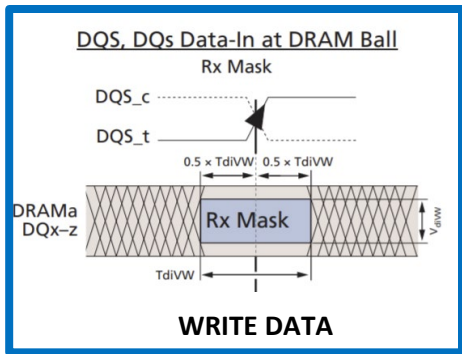 DQS, DQs Data-In at DRAM Ball
Rx Mask
DQS_c
DQS_t
0.5 × TdiVW 0.5 × TdiVW
DRAMa
DQx–z
Rx Mask
VdiVW
TdiVW
WRITE DATA